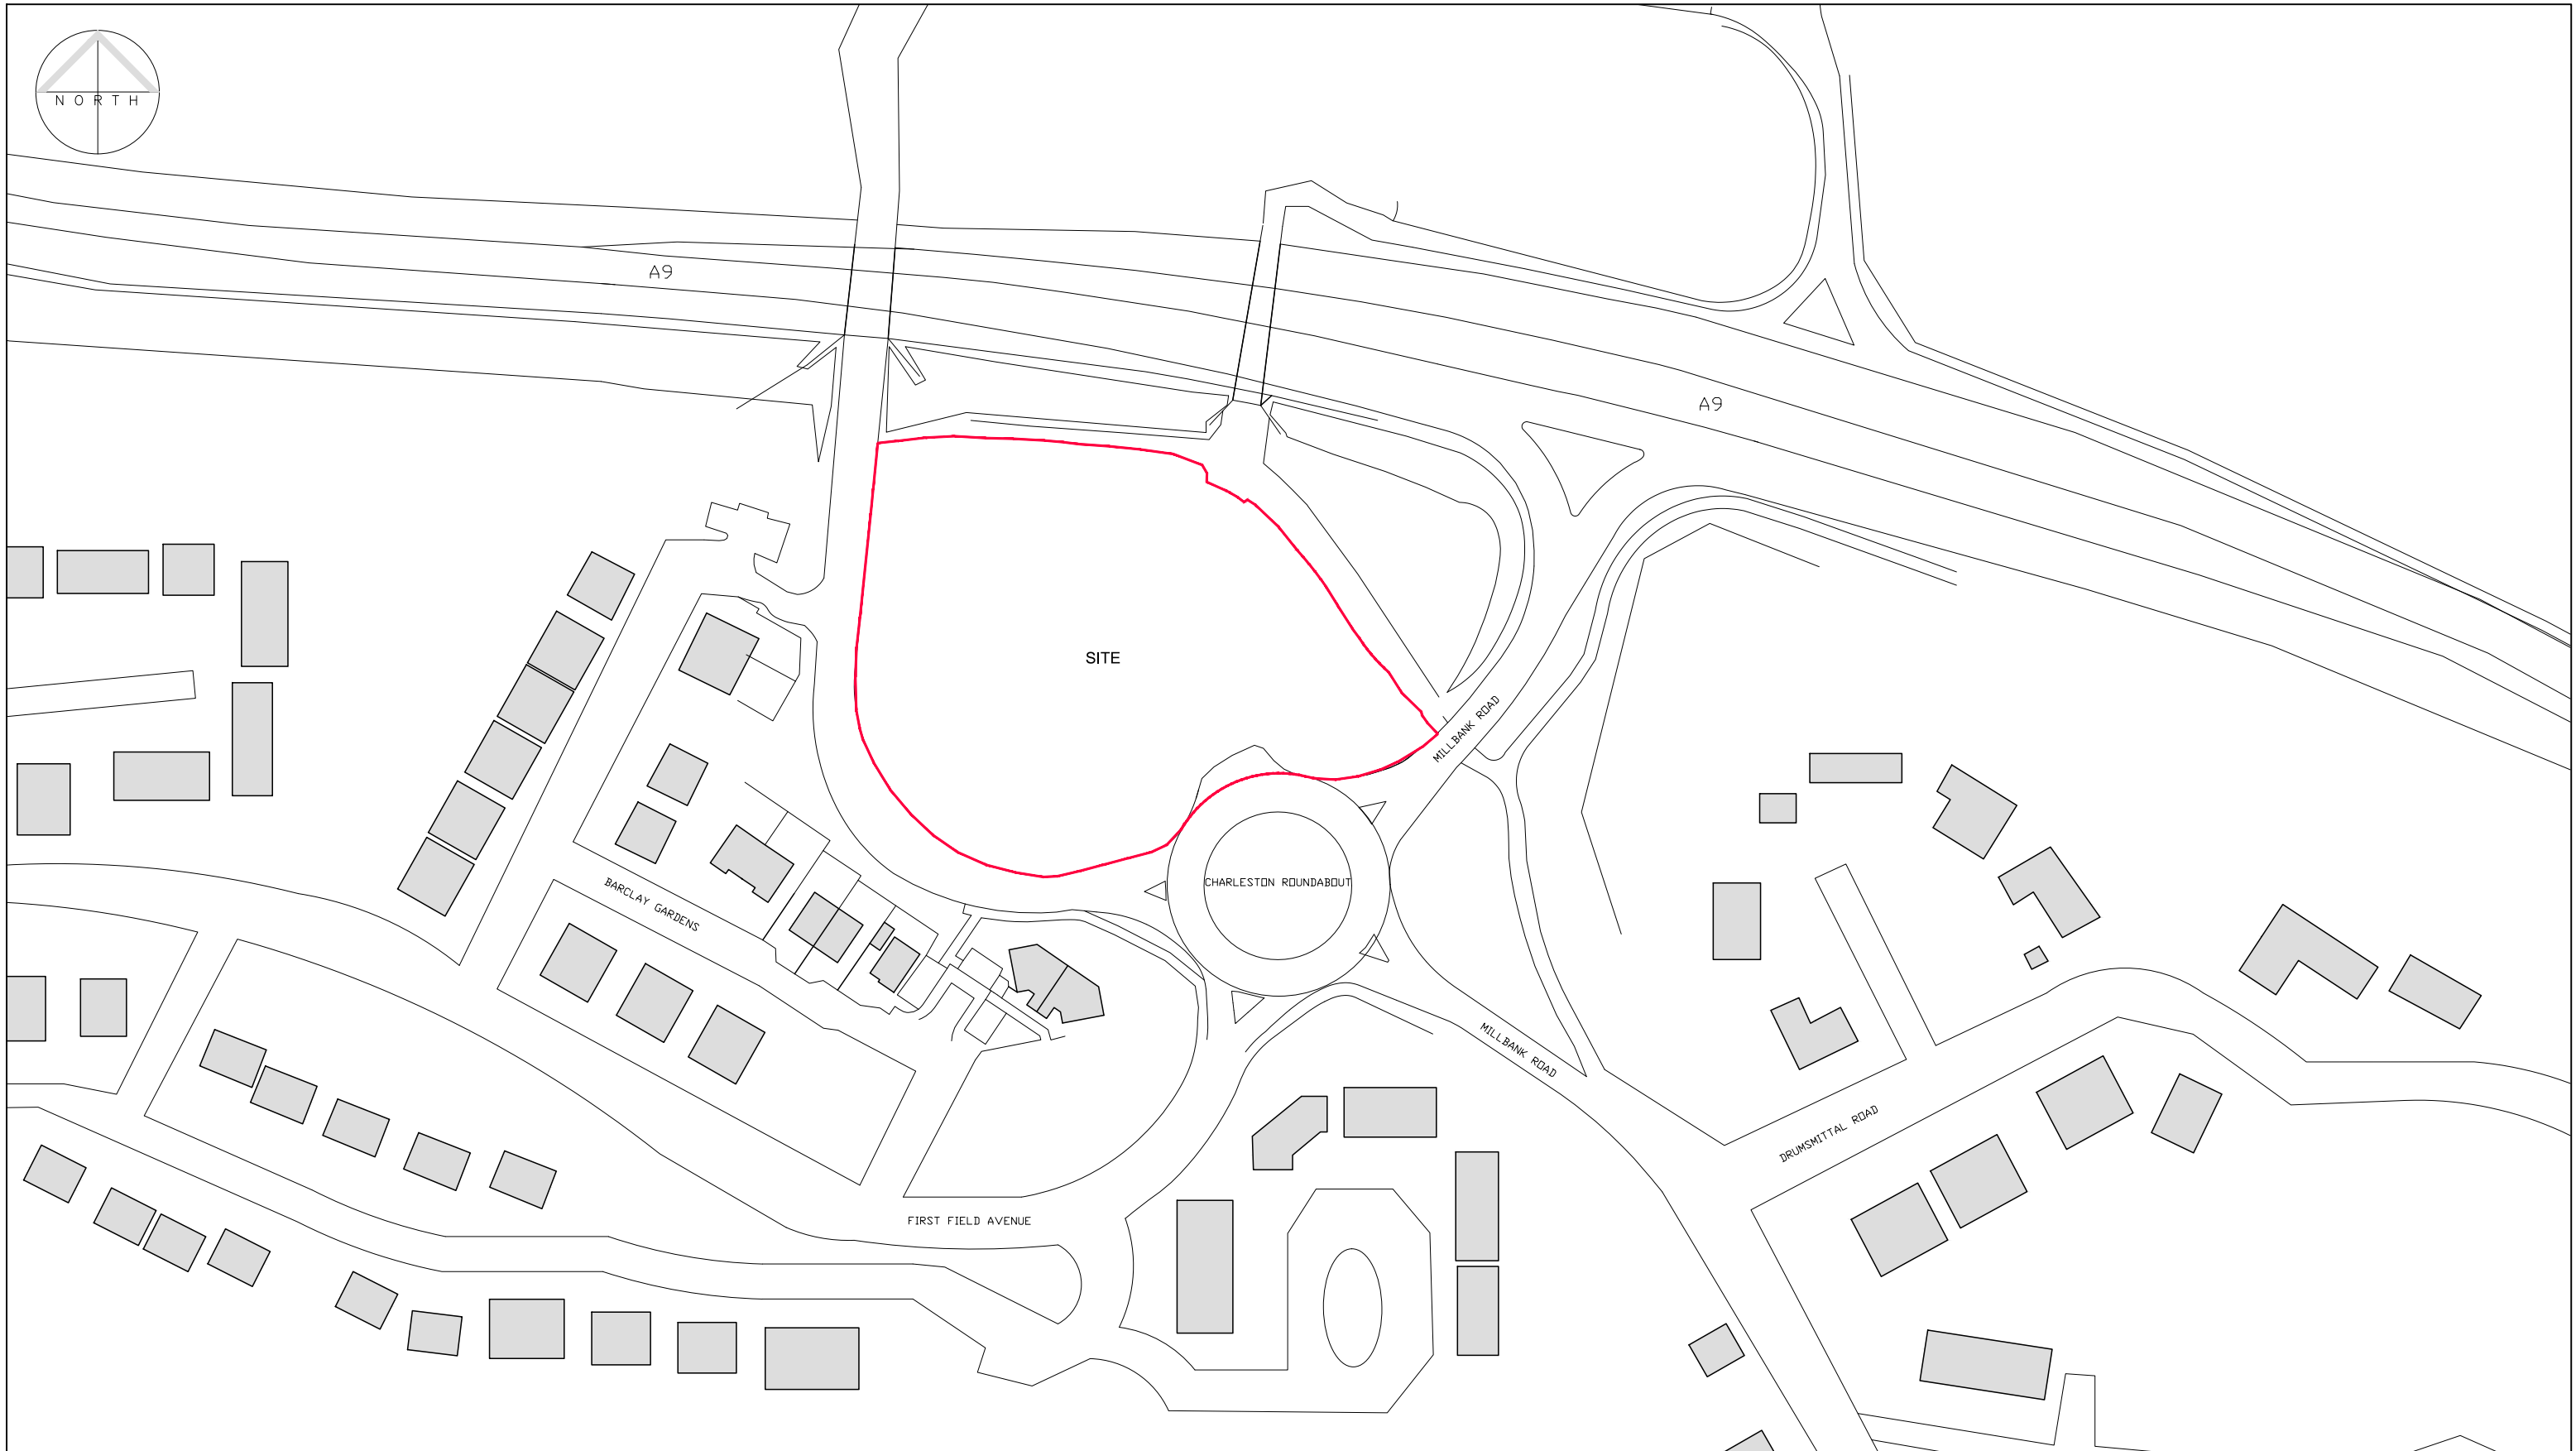 NORTH
A9
A9
SITE
MILLBANK ROAD
CHARLESTON ROUNDABOUT
BARCLAY GARDENS
MILLBANK ROAD
DRUMSMITTAL ROAD
FIRST FIELD AVENUE